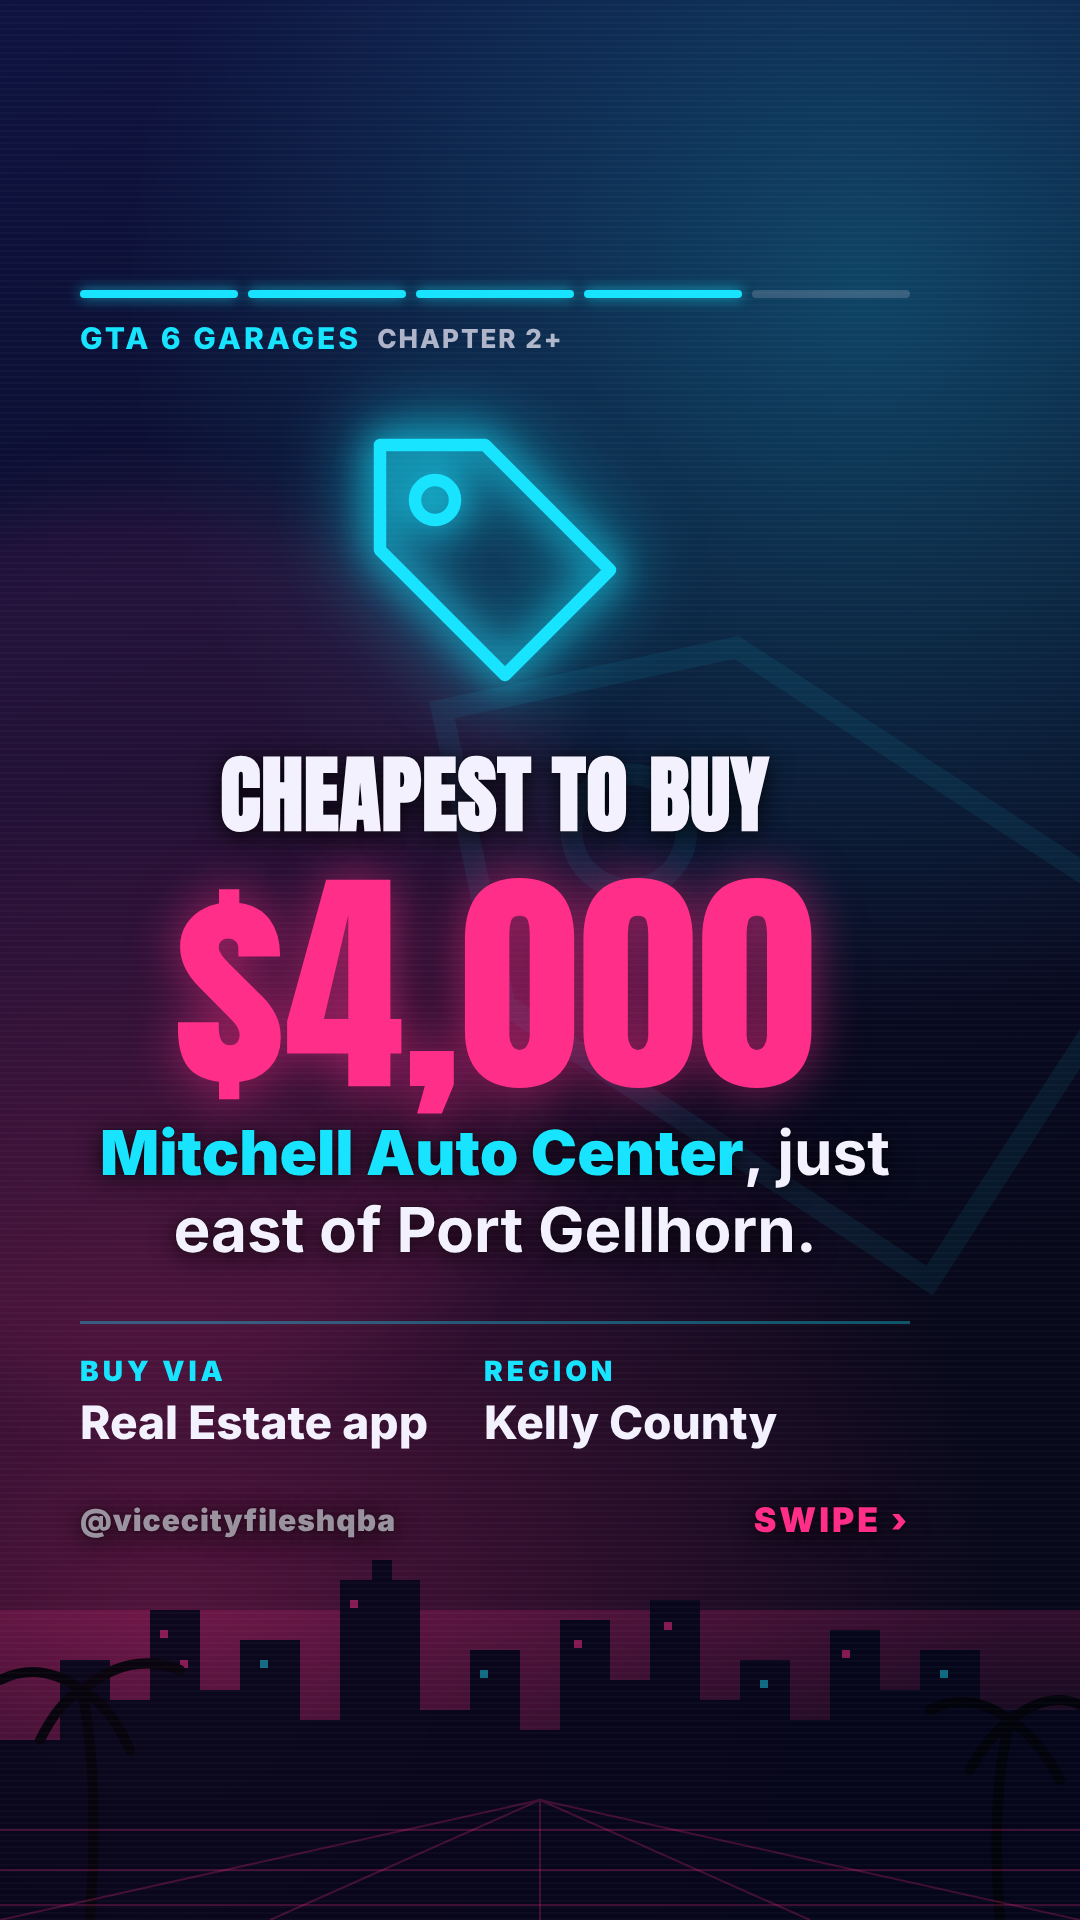 GTA 6 GARAGES CHAPTER 2+
CHEAPEST TO BUY
$4,000
Mitchell Auto Center, just
east of Port Gellhorn.
BUY VIA
Real Estate app
REGION
Kelly County
@vicecityfileshqba
SWIPE ›